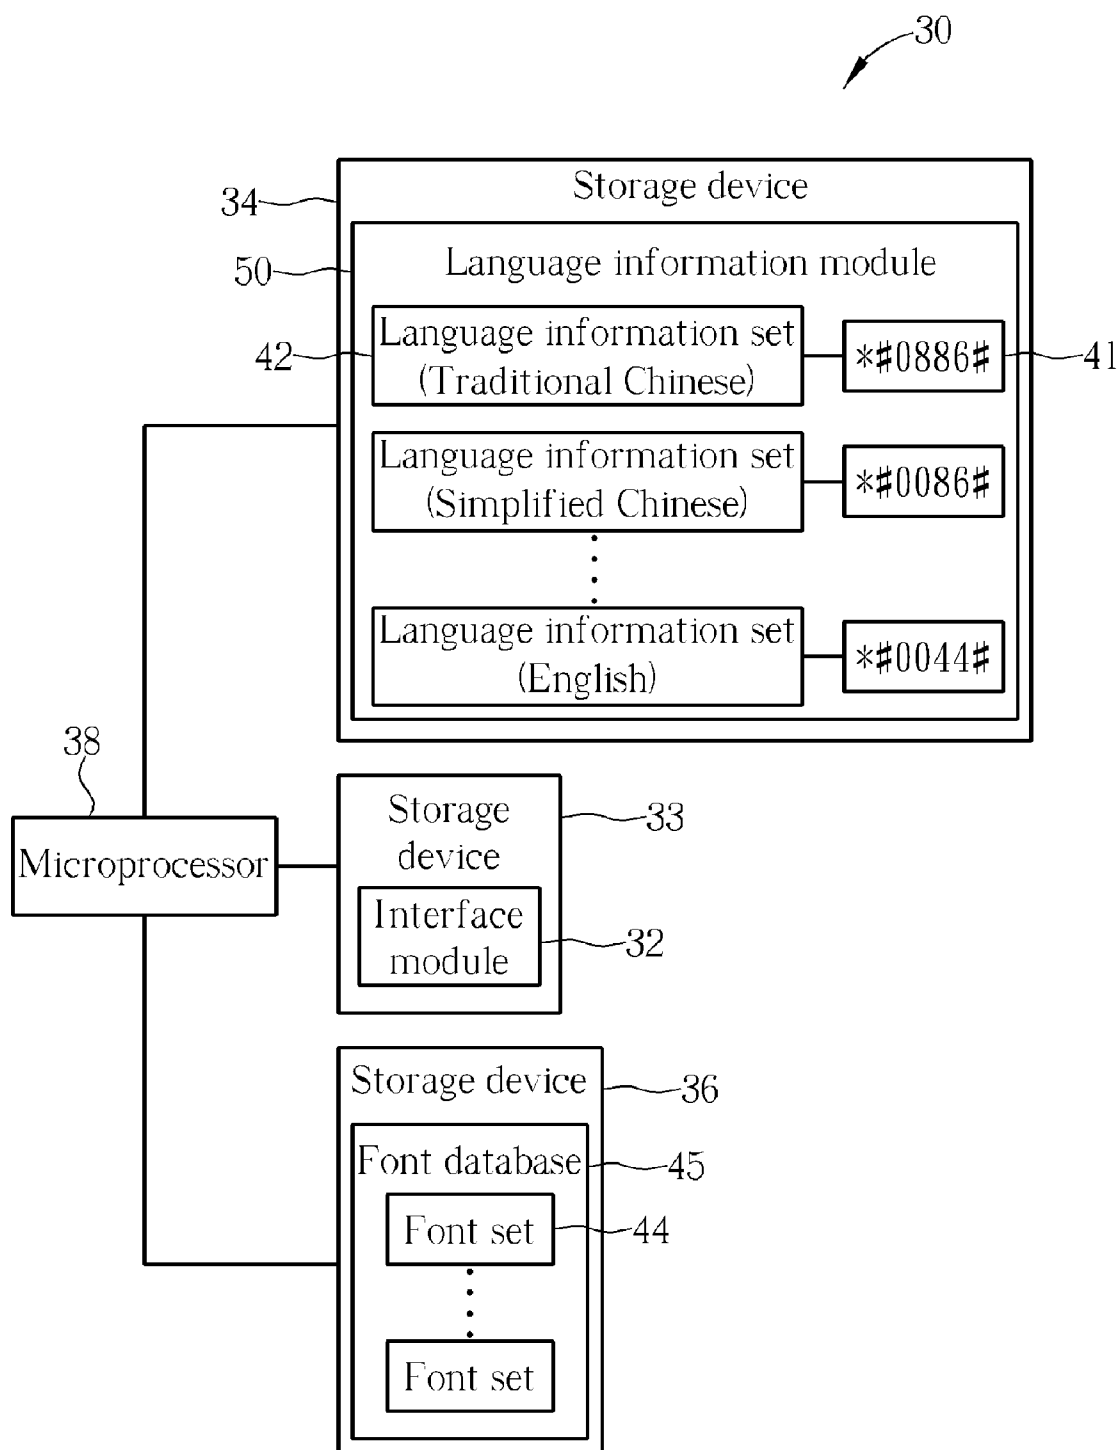 30
Storage device
34
50
Language information module
Language information set
(Traditional Chinese)
42
*#0886#
41
Language information set
(Simplified Chinese)
*#0086#
Language information set
(English)
*#0044#
38
Microprocessor
Storage
device
33
Interface
module
32
Storage device
36
Font database
45
Font set
44
Font set